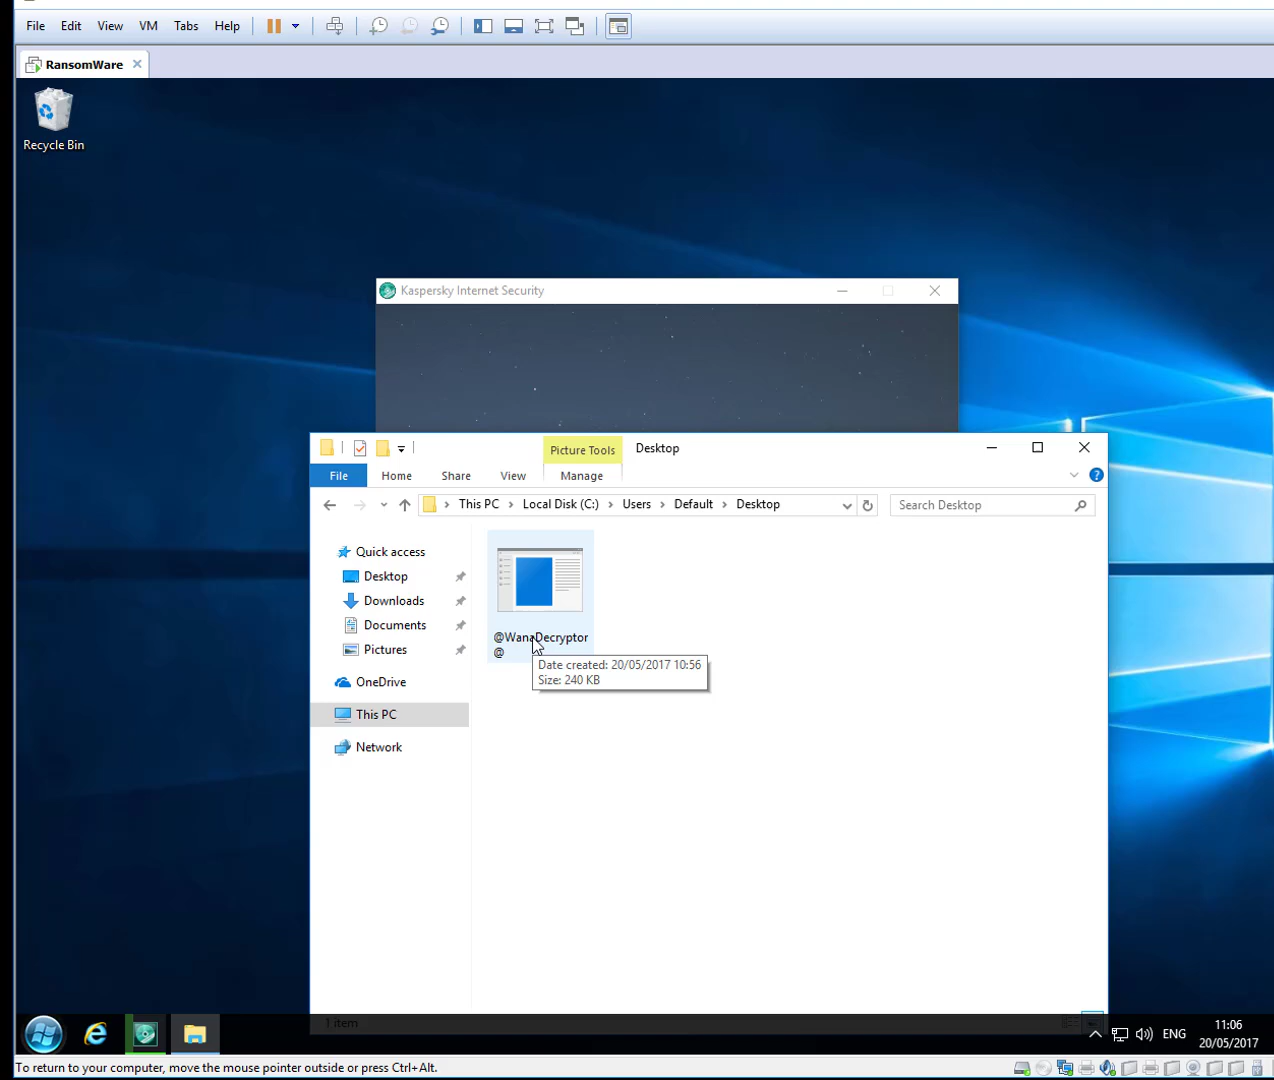 File Edit View VM Tabs Help
RansomWare
Recycle Bin
Kaspersky Internet Security
Picture Tools Desktop
File Home Share View Manage
This PC Local Disk (C:) Users Default Desktop Search Desktop
Quick access
Desktop
Downloads
Documents
Pictures
OneDrive
This PC
Network
@WanaDecryptor
@
Date created: 20/05/2017 10:56
Size: 240 KB
1 item
ENG
11:06
20/05/2017
To return to your computer, move the mouse pointer outside or press Ctrl+Alt.